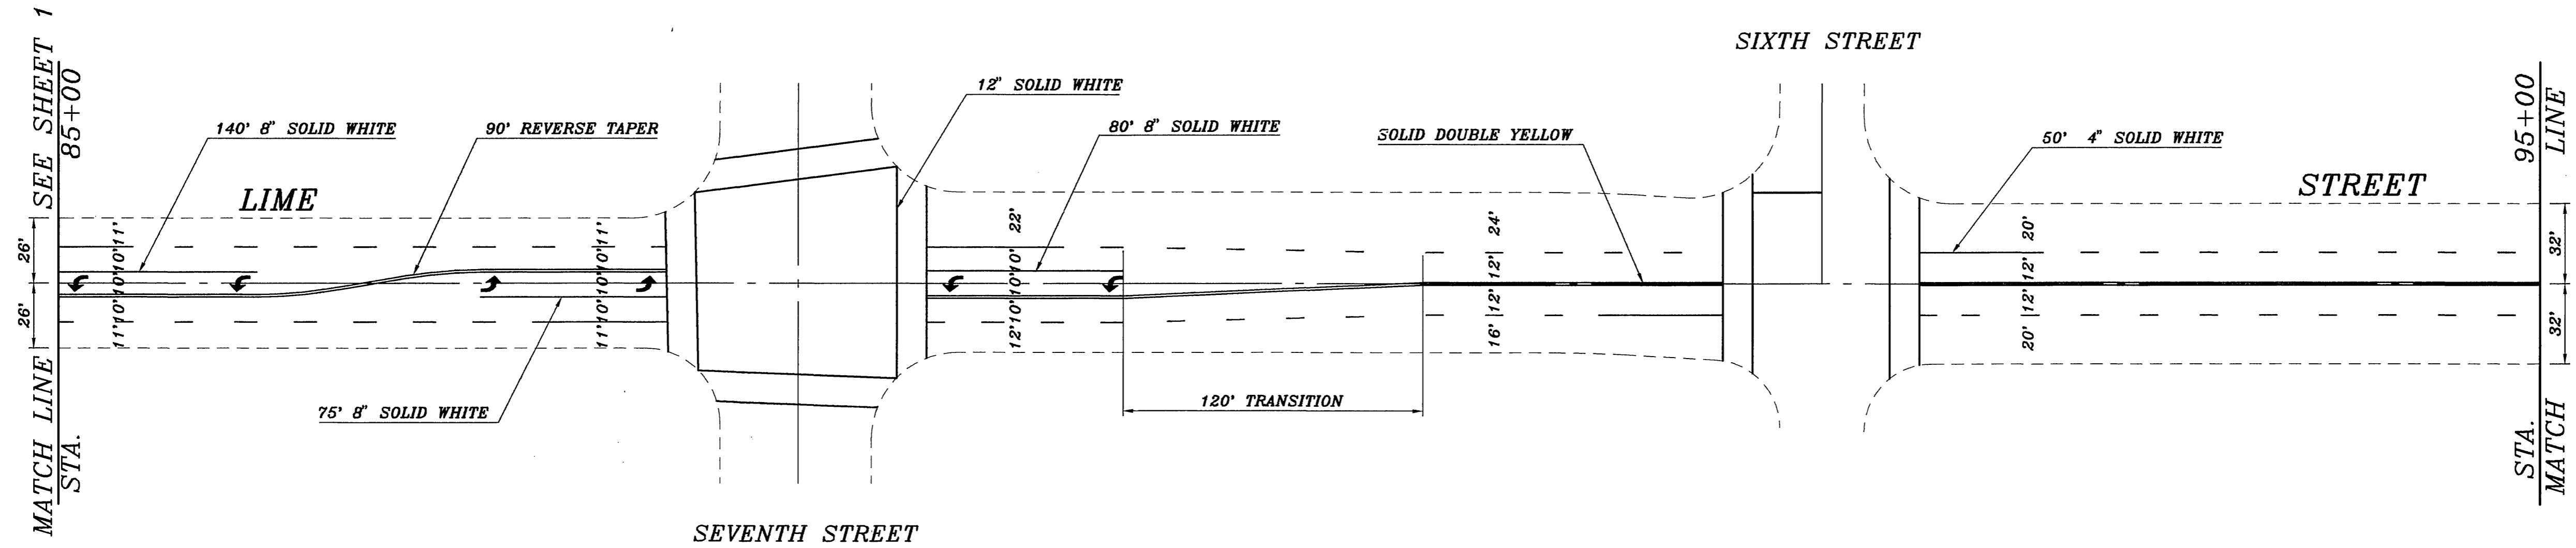 MATCH LINE SEE SHEET 1
STA. 85+00
26'
26'
140' 8" SOLID WHITE
90' REVERSE TAPER
LIME
11'
10'
10'
10'
11'
11'
10'
10'
10'
11'
75' 8" SOLID WHITE
SEVENTH STREET
12" SOLID WHITE
80' 8" SOLID WHITE
22'
10'
10'
10'
12'
120' TRANSITION
SOLID DOUBLE YELLOW
24'
12'
12'
16'
SIXTH STREET
50' 4" SOLID WHITE
20'
12'
12'
20'
STREET
STA. 95+00
MATCH LINE
32'
32'